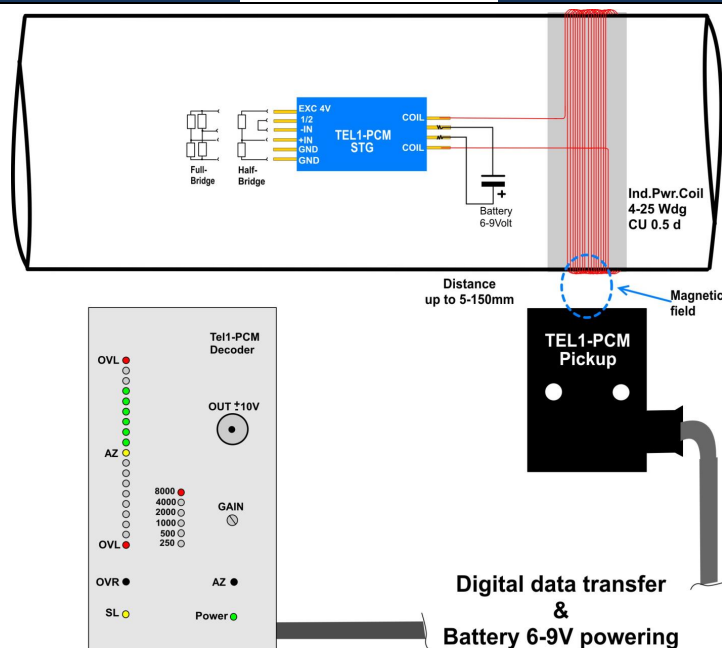 EXC 4V
1/2
-IN
+IN
GND
GND
TEL1-PCM
STG
COIL
COIL
Full-
Bridge
Half-
Bridge
+
Battery
6-9Volt
Ind.Pwr.Coil
4-25 Wdg
CU 0.5 d
Distance
up to 5-150mm
Magnetic
field
TEL1-PCM
Pickup
Tel1-PCM
Decoder
OVL
OUT ±10V
AZ
8000
4000
2000
1000
500
250
GAIN
OVL
OVR
AZ
SL
Power
Digital data transfer
&
Battery 6-9V powering